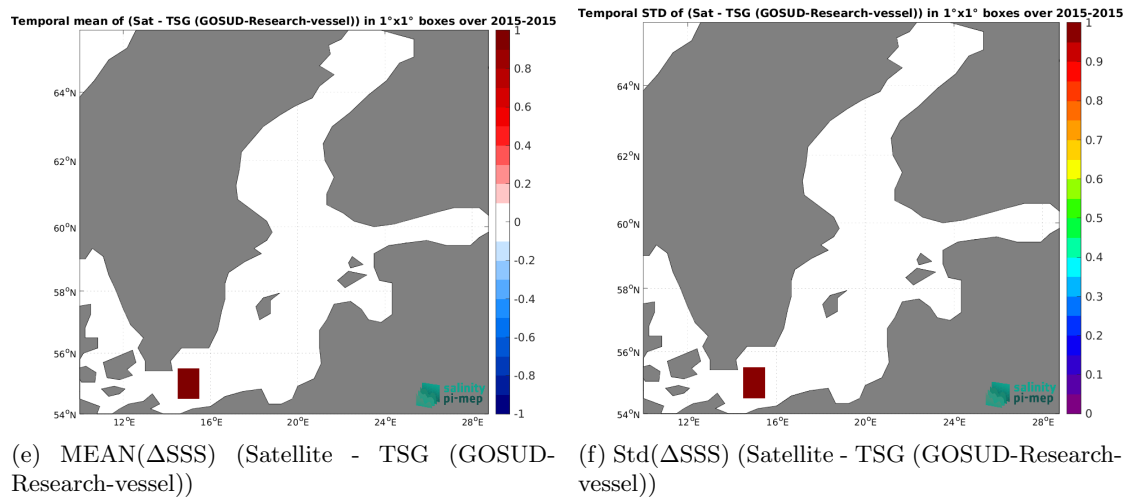 Temporal mean of (Sat - TSG (GOSUD-Research-vessel)) in 1°x1° boxes over 2015-2015
1
0.8
0.6
0.4
0.2
0
-0.2
-0.4
-0.6
-0.8
-1
64°N
62°N
60°N
58°N
56°N
54°N
12°E
16°E
20°E
24°E
28°E
salinity
pi-mep
Temporal STD of (Sat - TSG (GOSUD-Research-vessel)) in 1°x1° boxes over 2015-2015
1
0.9
0.8
0.7
0.6
0.5
0.4
0.3
0.2
0.1
0
64°N
62°N
60°N
58°N
56°N
54°N
12°E
16°E
20°E
24°E
28°E
salinity
pi-mep
(e) MEAN(ΔSSS) (Satellite - TSG (GOSUD-
Research-vessel))
(f) Std(ΔSSS) (Satellite - TSG (GOSUD-Research-
vessel))